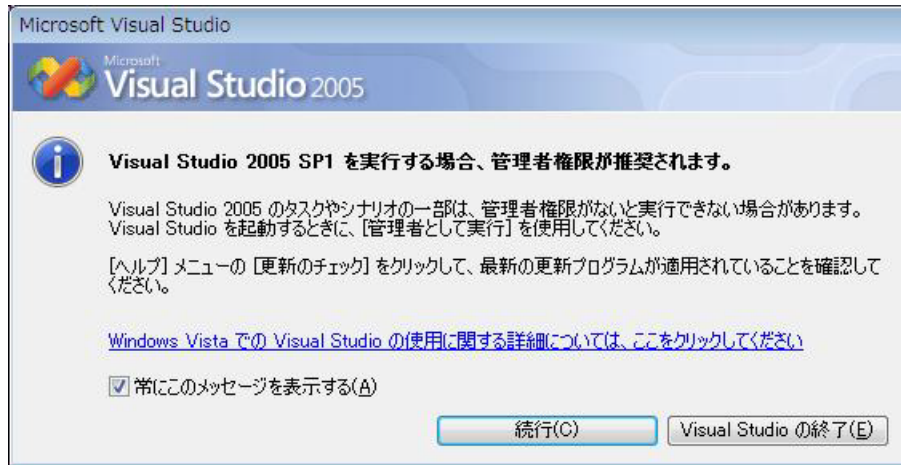 Microsoft Visual Studio
Microsoft
Visual Studio 2005
Visual Studio 2005 SP1 を実行する場合、管理者権限が推奨されます。
Visual Studio 2005 のタスクやシナリオの一部は、管理者権限がないと実行できない場合があります。
Visual Studio を起動するときに、[管理者として実行] を使用してください。
[ヘルプ] メニューの [更新のチェック] をクリックして、最新の更新プログラムが適用されていることを確認して
ください。
Windows Vista での Visual Studio の使用に関する詳細については、ここをクリックしてください
常にこのメッセージを表示する(A)
続行(C)
Visual Studio の終了(E)